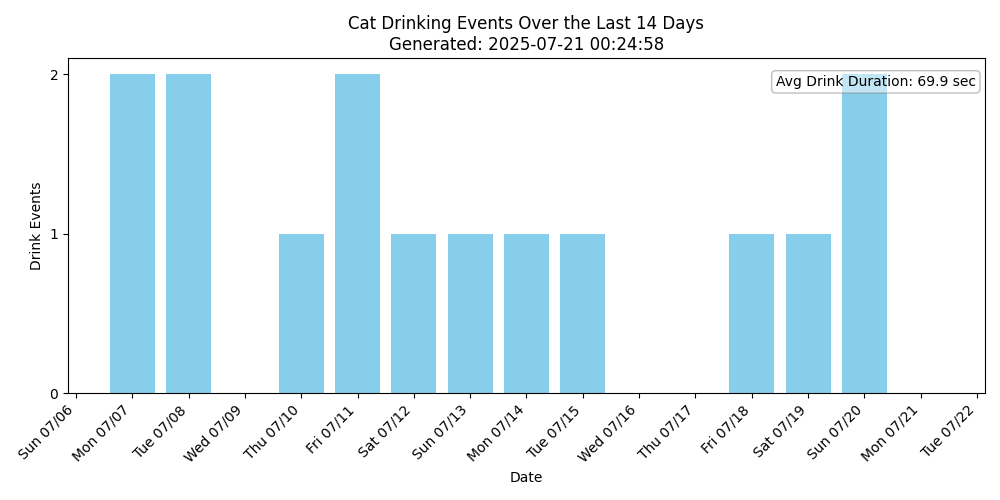 Cat Drinking Events Over the Last 14 Days
Generated: 2025-07-21 00:24:58
Avg Drink Duration: 69.9 sec
Drink Events
2
1
0
Sun 07/06
Mon 07/07
Tue 07/08
Wed 07/09
Thu 07/10
Fri 07/11
Sat 07/12
Sun 07/13
Mon 07/14
Tue 07/15
Wed 07/16
Thu 07/17
Fri 07/18
Sat 07/19
Sun 07/20
Mon 07/21
Tue 07/22
Date